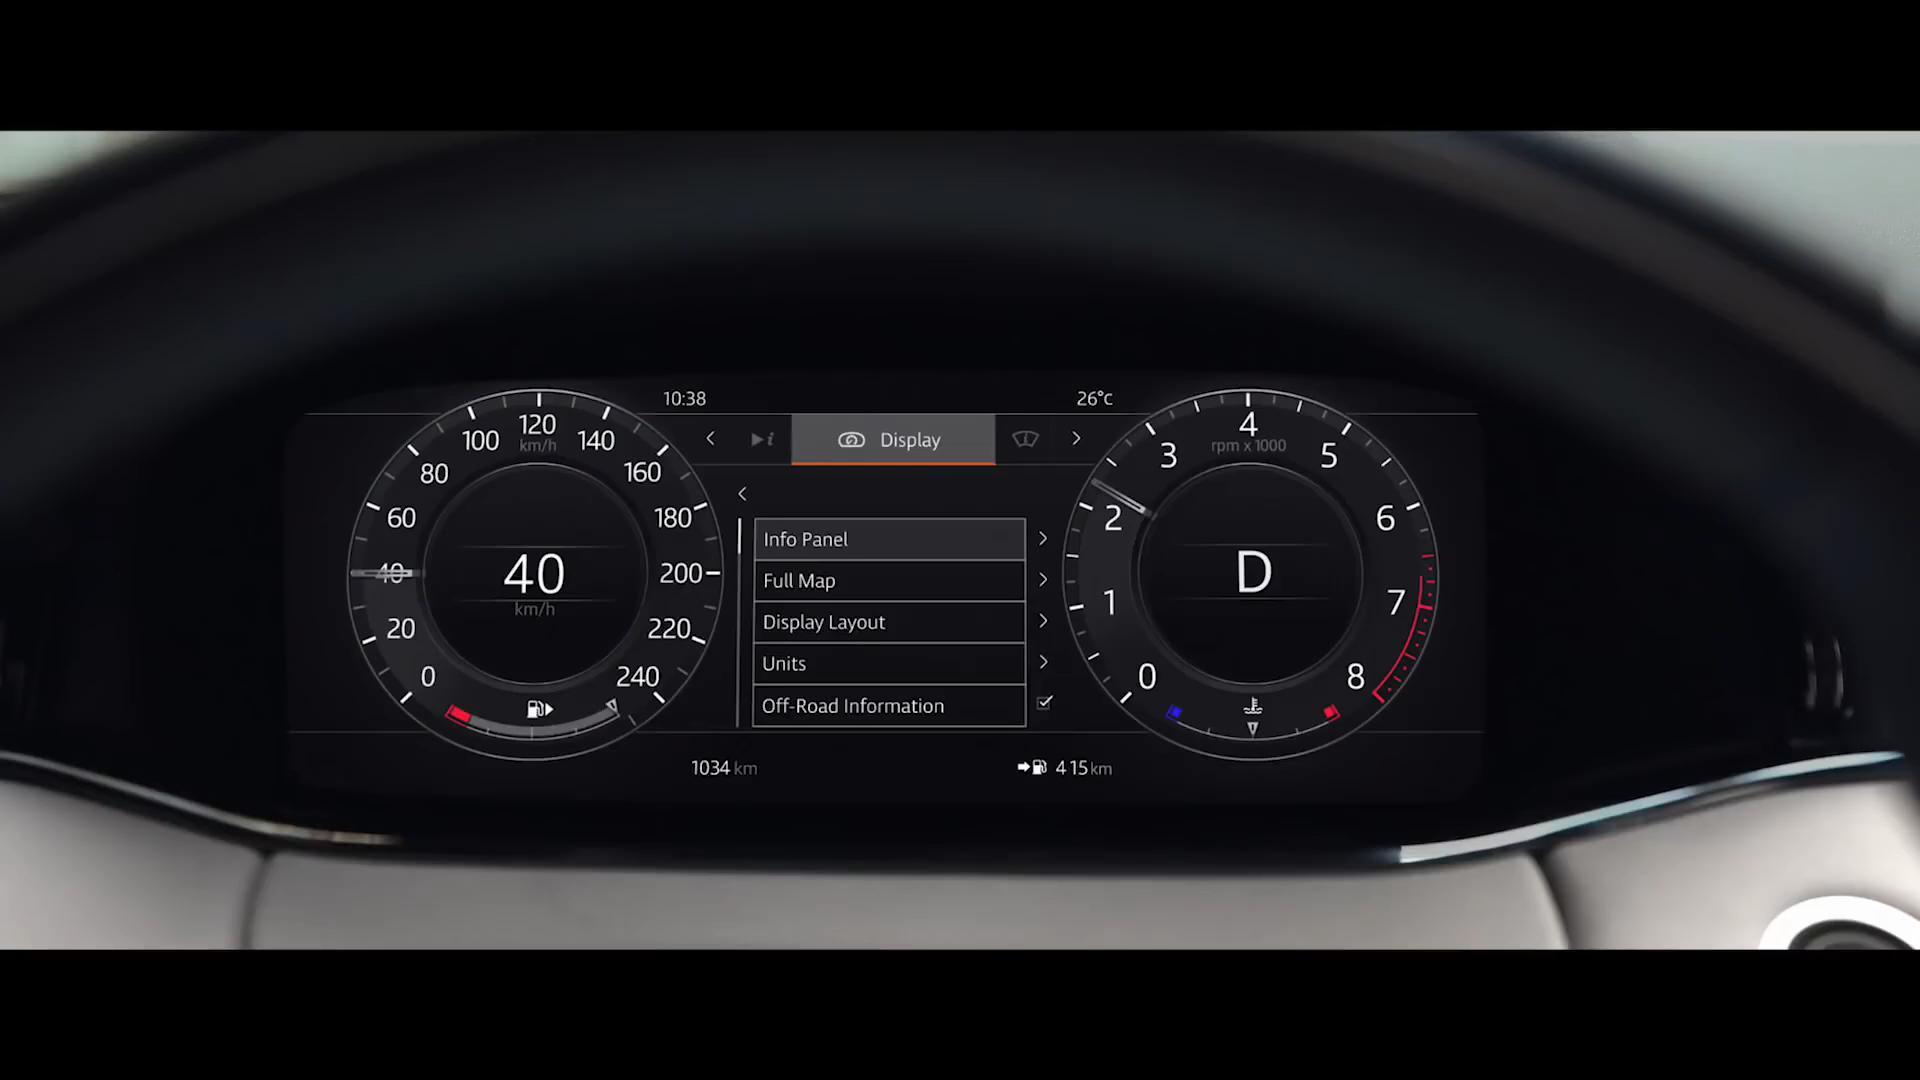 10:38
26°c
Display
Info Panel
Full Map
Display Layout
Units
Off-Road Information
0
20
40
60
80
100
120
km/h
140
160
180
200
220
240
40
km/h
0
1
2
3
4
rpm x 1000
5
6
7
8
D
1034 km
415 km